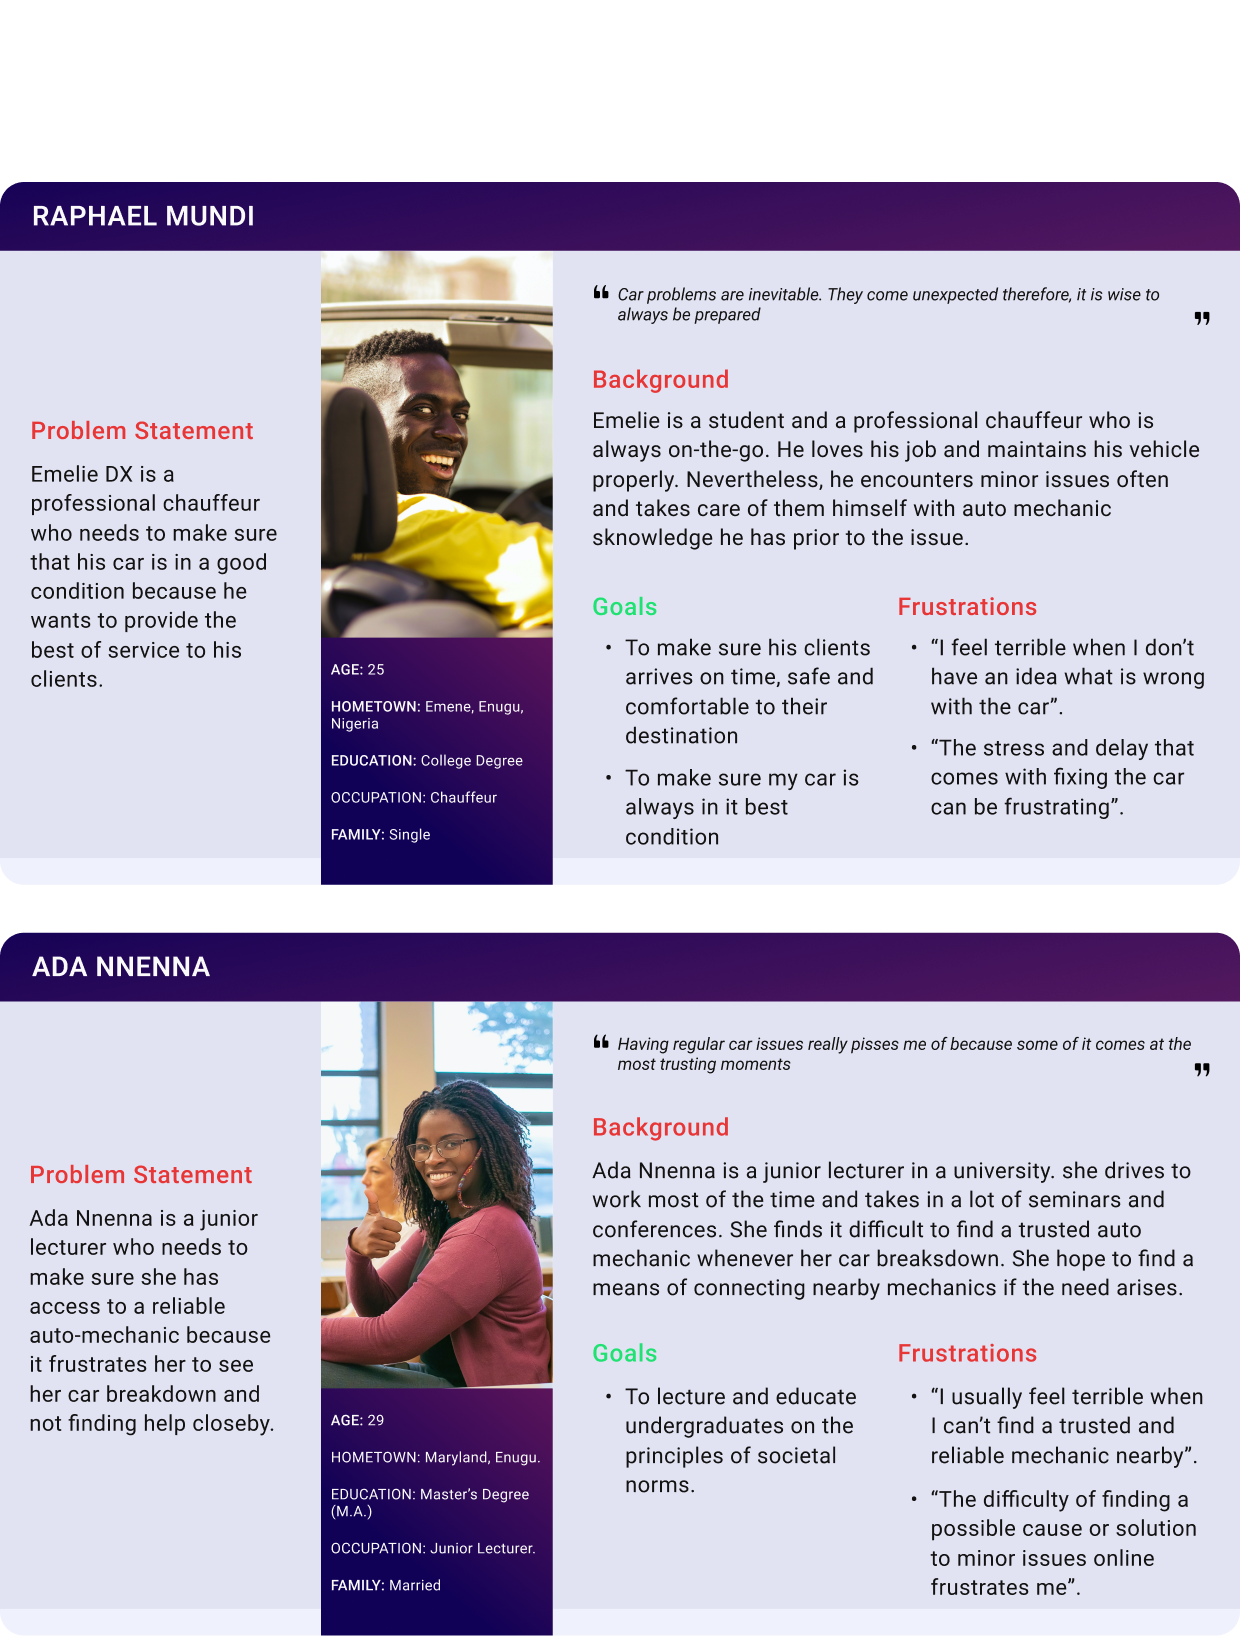 RAPHAEL MUNDI
Problem Statement
Emelie DX is a
professional chauffeur
who needs to make sure
that his car is in a good
condition because he
wants to provide the
best of service to his
clients.
AGE: 25
HOMETOWN: Emene, Enugu,
Nigeria
EDUCATION: College Degree
OCCUPATION: Chauffeur
FAMILY: Single
❝ Car problems are inevitable. They come unexpected therefore, it is wise to
always be prepared ❞
Background
Emelie is a student and a professional chauffeur who is
always on-the-go. He loves his job and maintains his vehicle
properly. Nevertheless, he encounters minor issues often
and takes care of them himself with auto mechanic
sknowledge he has prior to the issue.
Goals
• To make sure his clients
arrives on time, safe and
comfortable to their
destination
• To make sure my car is
always in it best
condition
Frustrations
• “I feel terrible when I don’t
have an idea what is wrong
with the car”.
• “The stress and delay that
comes with fixing the car
can be frustrating”.
ADA NNENNA
Problem Statement
Ada Nnenna is a junior
lecturer who needs to
make sure she has
access to a reliable
auto-mechanic because
it frustrates her to see
her car breakdown and
not finding help closeby.
AGE: 29
HOMETOWN: Maryland, Enugu.
EDUCATION: Master’s Degree
(M.A.)
OCCUPATION: Junior Lecturer.
FAMILY: Married
❝ Having regular car issues really pisses me of because some of it comes at the
most trusting moments ❞
Background
Ada Nnenna is a junior lecturer in a university. she drives to
work most of the time and takes in a lot of seminars and
conferences. She finds it difficult to find a trusted auto
mechanic whenever her car breaksdown. She hope to find a
means of connecting nearby mechanics if the need arises.
Goals
• To lecture and educate
undergraduates on the
principles of societal
norms.
Frustrations
• “I usually feel terrible when
I can’t find a trusted and
reliable mechanic nearby”.
• “The difficulty of finding a
possible cause or solution
to minor issues online
frustrates me”.